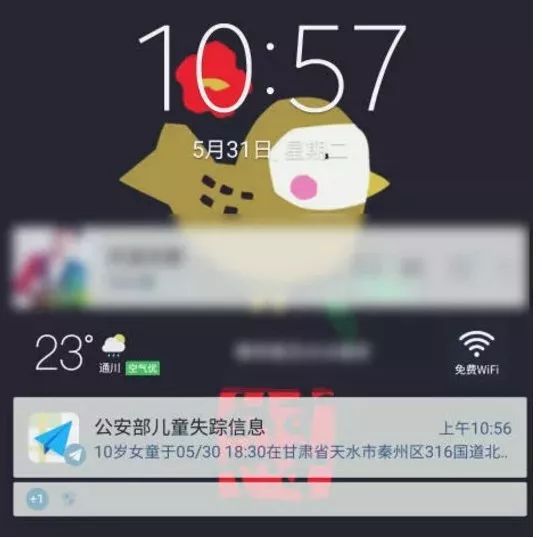 10:57
5月31日 星期二
23°
通川 空气优
免费WiFi
公安部儿童失踪信息 上午10:56
10岁女童于05/30 18:30在甘肃省天水市秦州区316国道北..
+1